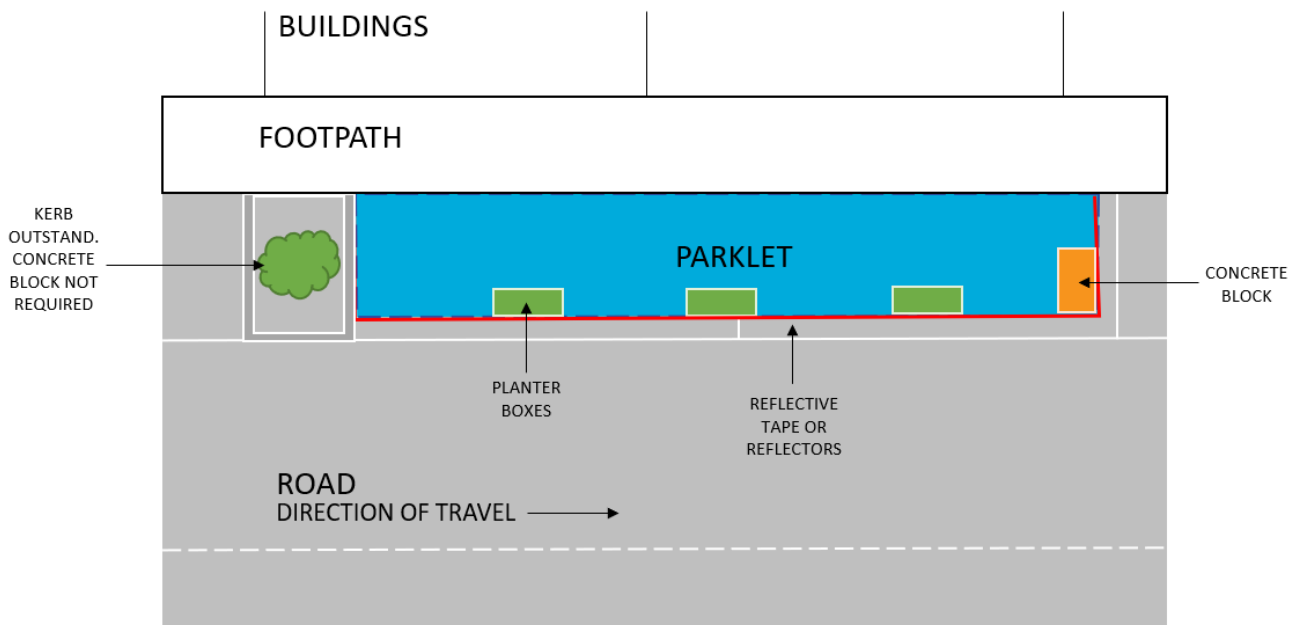 BUILDINGS
FOOTPATH
KERB
OUTSTAND.
CONCRETE
BLOCK NOT
REQUIRED
PARKLET
CONCRETE
BLOCK
PLANTER
BOXES
REFLECTIVE
TAPE OR
REFLECTORS
ROAD
DIRECTION OF TRAVEL